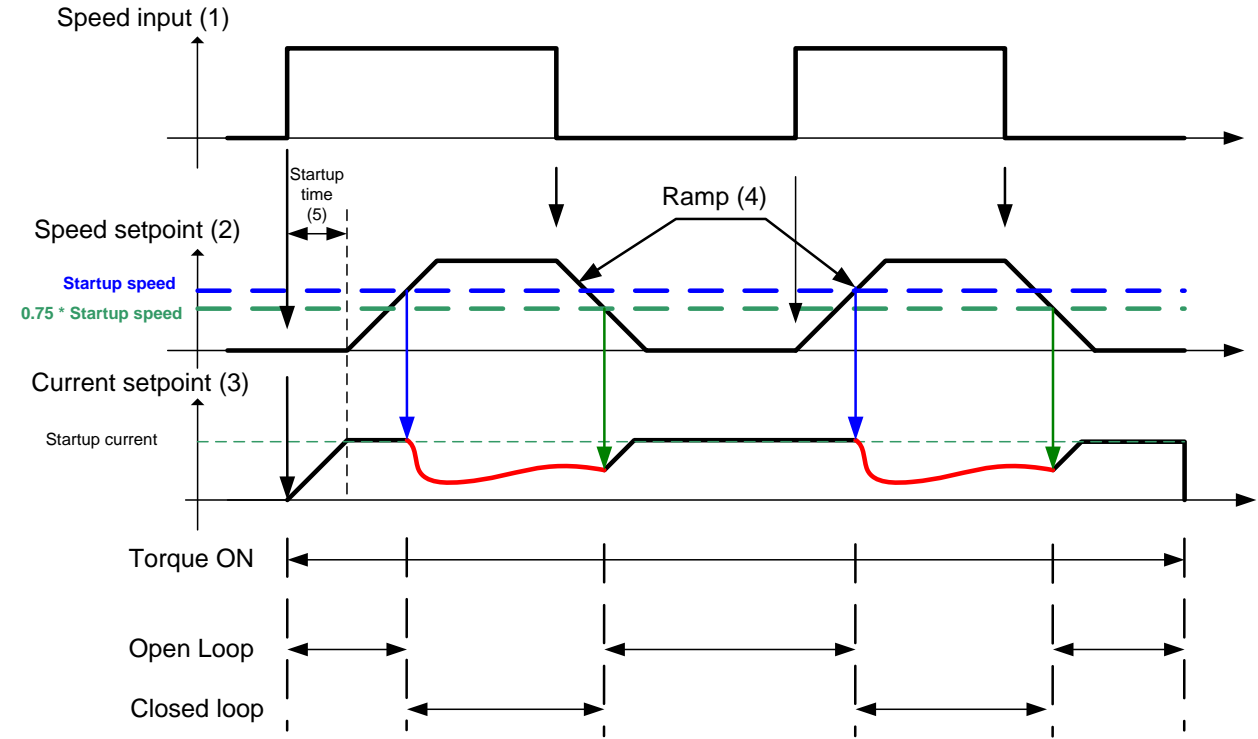 Speed input (1)
Startup
time
(5)
Ramp (4)
Speed setpoint (2)
Startup speed
0.75 * Startup speed
Current setpoint (3)
Startup current
Torque ON
Open Loop
Closed loop